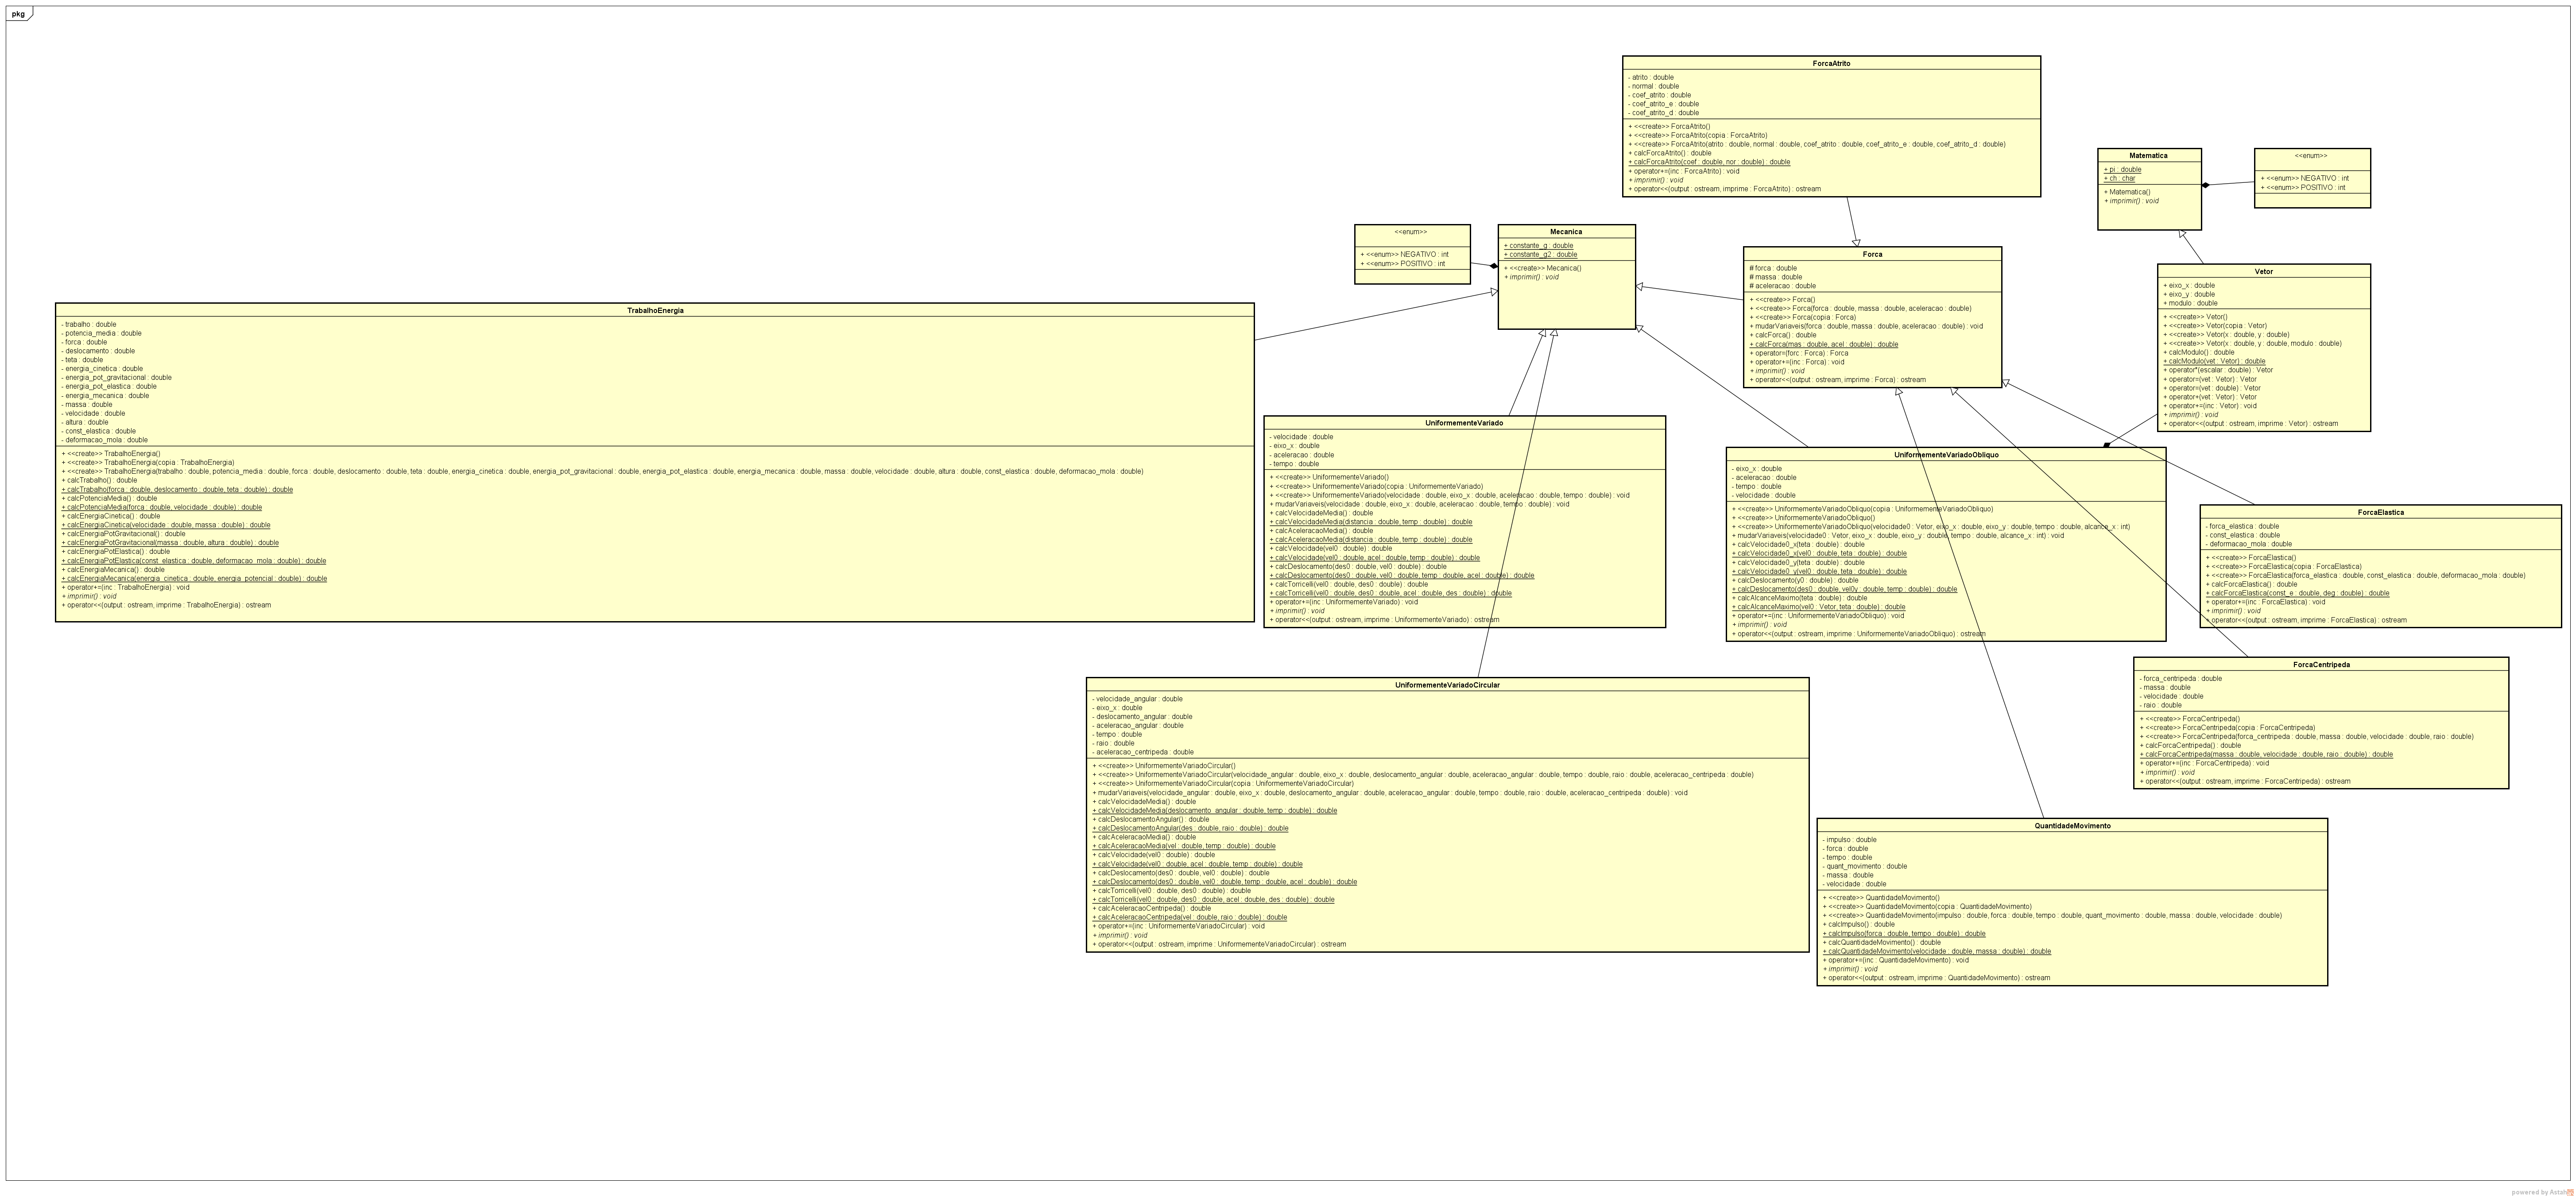 pkg
ForcaAtrito
- atrito : double
- normal : double
- coef_atrito : double
- coef_atrito_e : double
- coef_atrito_d : double
+ <<create>> ForcaAtrito()
+ <<create>> ForcaAtrito(copia : ForcaAtrito)
+ <<create>> ForcaAtrito(atrito : double, normal : double, coef_atrito : double, coef_atrito_e : double, coef_atrito_d : double)
+ calcForcaAtrito() : double
+ calcForcaAtrito(coef : double, nor : double) : double
+ operator+=(inc : ForcaAtrito) : void
+ imprimir() : void
+ operator<<(output : ostream, imprime : ForcaAtrito) : ostream
Matematica
+ pi : double
+ ch : char
+ Matematica()
+ imprimir() : void
<<enum>>
+ <<enum>> NEGATIVO : int
+ <<enum>> POSITIVO : int
<<enum>>
+ <<enum>> NEGATIVO : int
+ <<enum>> POSITIVO : int
Mecanica
+ constante_g : double
+ constante_g2 : double
+ <<create>> Mecanica()
+ imprimir() : void
Forca
# forca : double
# massa : double
# aceleracao : double
+ <<create>> Forca()
+ <<create>> Forca(forca : double, massa : double, aceleracao : double)
+ <<create>> Forca(copia : Forca)
+ mudarVariaveis(forca : double, massa : double, aceleracao : double) : void
+ calcForca() : double
+ calcForca(mas : double, acel : double) : double
+ operator=(forc : Forca) : Forca
+ operator+=(inc : Forca) : void
+ imprimir() : void
+ operator<<(output : ostream, imprime : Forca) : ostream
Vetor
+ eixo_x : double
+ eixo_y : double
+ modulo : double
+ <<create>> Vetor()
+ <<create>> Vetor(copia : Vetor)
+ <<create>> Vetor(x : double, y : double)
+ <<create>> Vetor(x : double, y : double, modulo : double)
+ calcModulo() : double
+ calcModulo(vet : Vetor) : double
+ operator*(escalar : double) : Vetor
+ operator=(vet : Vetor) : Vetor
+ operator=(vet : double) : Vetor
+ operator+(vet : Vetor) : Vetor
+ operator+=(inc : Vetor) : void
+ imprimir() : void
+ operator<<(output : ostream, imprime : Vetor) : ostream
TrabalhoEnergia
- trabalho : double
- potencia_media : double
- forca : double
- deslocamento : double
- teta : double
- energia_cinetica : double
- energia_pot_gravitacional : double
- energia_pot_elastica : double
- energia_mecanica : double
- massa : double
- velocidade : double
- altura : double
- const_elastica : double
- deformacao_mola : double
+ <<create>> TrabalhoEnergia()
+ <<create>> TrabalhoEnergia(copia : TrabalhoEnergia)
+ <<create>> TrabalhoEnergia(trabalho : double, potencia_media : double, forca : double, deslocamento : double, teta : double, energia_cinetica : double, energia_pot_gravitacional : double, energia_pot_elastica : double, energia_mecanica : double, massa : double, velocidade : double, altura : double, const_elastica : double, deformacao_mola : double)
+ calcTrabalho() : double
+ calcTrabalho(forca : double, deslocamento : double, teta : double) : double
+ calcPotenciaMedia() : double
+ calcPotenciaMedia(forca : double, velocidade : double) : double
+ calcEnergiaCinetica() : double
+ calcEnergiaCinetica(velocidade : double, massa : double) : double
+ calcEnergiaPotGravitacional() : double
+ calcEnergiaPotGravitacional(massa : double, altura : double) : double
+ calcEnergiaPotElastica() : double
+ calcEnergiaPotElastica(const_elastica : double, deformacao_mola : double) : double
+ calcEnergiaMecanica() : double
+ calcEnergiaMecanica(energia_cinetica : double, energia_potencial : double) : double
+ operator+=(inc : TrabalhoEnergia) : void
+ imprimir() : void
+ operator<<(output : ostream, imprime : TrabalhoEnergia) : ostream
UniformementeVariado
- velocidade : double
- eixo_x : double
- aceleracao : double
- tempo : double
+ <<create>> UniformementeVariado()
+ <<create>> UniformementeVariado(copia : UniformementeVariado)
+ <<create>> UniformementeVariado(velocidade : double, eixo_x : double, aceleracao : double, tempo : double) : void
+ mudarVariaveis(velocidade : double, eixo_x : double, aceleracao : double, tempo : double) : void
+ calcVelocidadeMedia() : double
+ calcVelocidadeMedia(distancia : double, temp : double) : double
+ calcAceleracaoMedia() : double
+ calcAceleracaoMedia(distancia : double, temp : double) : double
+ calcVelocidade(vel0 : double) : double
+ calcVelocidade(vel0 : double, acel : double, temp : double) : double
+ calcDeslocamento(des0 : double, vel0 : double) : double
+ calcDeslocamento(des0 : double, vel0 : double, temp : double, acel : double) : double
+ calcTorricelli(vel0 : double, des0 : double) : double
+ calcTorricelli(vel0 : double, des0 : double, acel : double, des : double) : double
+ operator+=(inc : UniformementeVariado) : void
+ imprimir() : void
+ operator<<(output : ostream, imprime : UniformementeVariado) : ostream
UniformementeVariadoObliquo
- eixo_x : double
- aceleracao : double
- tempo : double
- velocidade : double
+ <<create>> UniformementeVariadoObliquo(copia : UniformementeVariadoObliquo)
+ <<create>> UniformementeVariadoObliquo()
+ <<create>> UniformementeVariadoObliquo(velocidade0 : Vetor, eixo_x : double, eixo_y : double, tempo : double, alcance_x : int)
+ mudarVariaveis(velocidade0 : Vetor, eixo_x : double, eixo_y : double, tempo : double, alcance_x : int) : void
+ calcVelocidade0_x(teta : double) : double
+ calcVelocidade0_x(vel0 : double, teta : double) : double
+ calcVelocidade0_y(teta : double) : double
+ calcVelocidade0_y(vel0 : double, teta : double) : double
+ calcDeslocamento(y0 : double) : double
+ calcDeslocamento(des0 : double, vel0y : double, temp : double) : double
+ calcAlcanceMaximo(teta : double) : double
+ calcAlcanceMaximo(vel0 : Vetor, teta : double) : double
+ operator+=(inc : UniformementeVariadoObliquo) : void
+ imprimir() : void
+ operator<<(output : ostream, imprime : UniformementeVariadoObliquo) : ostream
ForcaElastica
- forca_elastica : double
- const_elastica : double
- deformacao_mola : double
+ <<create>> ForcaElastica()
+ <<create>> ForcaElastica(copia : ForcaElastica)
+ <<create>> ForcaElastica(forca_elastica : double, const_elastica : double, deformacao_mola : double)
+ calcForcaElastica() : double
+ calcForcaElastica(const_e : double, deg : double) : double
+ operator+=(inc : ForcaElastica) : void
+ imprimir() : void
+ operator<<(output : ostream, imprime : ForcaElastica) : ostream
ForcaCentripeda
- forca_centripeda : double
- massa : double
- velocidade : double
- raio : double
+ <<create>> ForcaCentripeda()
+ <<create>> ForcaCentripeda(copia : ForcaCentripeda)
+ <<create>> ForcaCentripeda(forca_centripeda : double, massa : double, velocidade : double, raio : double)
+ calcForcaCentripeda() : double
+ calcForcaCentripeda(massa : double, velocidade : double, raio : double) : double
+ operator+=(inc : ForcaCentripeda) : void
+ imprimir() : void
+ operator<<(output : ostream, imprime : ForcaCentripeda) : ostream
UniformementeVariadoCircular
- velocidade_angular : double
- eixo_x : double
- deslocamento_angular : double
- aceleracao_angular : double
- tempo : double
- raio : double
- aceleracao_centripeda : double
+ <<create>> UniformementeVariadoCircular()
+ <<create>> UniformementeVariadoCircular(velocidade_angular : double, eixo_x : double, deslocamento_angular : double, aceleracao_angular : double, tempo : double, raio : double, aceleracao_centripeda : double)
+ <<create>> UniformementeVariadoCircular(copia : UniformementeVariadoCircular)
+ mudarVariaveis(velocidade_angular : double, eixo_x : double, deslocamento_angular : double, aceleracao_angular : double, tempo : double, raio : double, aceleracao_centripeda : double) : void
+ calcVelocidadeMedia() : double
+ calcVelocidadeMedia(deslocamento_angular : double, temp : double) : double
+ calcDeslocamentoAngular() : double
+ calcDeslocamentoAngular(des : double, raio : double) : double
+ calcAceleracaoMedia() : double
+ calcAceleracaoMedia(vel : double, temp : double) : double
+ calcVelocidade(vel0 : double) : double
+ calcVelocidade(vel0 : double, acel : double, temp : double) : double
+ calcDeslocamento(des0 : double, vel0 : double) : double
+ calcDeslocamento(des0 : double, vel0 : double, temp : double, acel : double) : double
+ calcTorricelli(vel0 : double, des0 : double) : double
+ calcTorricelli(vel0 : double, des0 : double, acel : double, des : double) : double
+ calcAceleracaoCentripeda() : double
+ calcAceleracaoCentripeda(vel : double, raio : double) : double
+ operator+=(inc : UniformementeVariadoCircular) : void
+ imprimir() : void
+ operator<<(output : ostream, imprime : UniformementeVariadoCircular) : ostream
QuantidadeMovimento
- impulso : double
- forca : double
- tempo : double
- quant_movimento : double
- massa : double
- velocidade : double
+ <<create>> QuantidadeMovimento()
+ <<create>> QuantidadeMovimento(copia : QuantidadeMovimento)
+ <<create>> QuantidadeMovimento(impulso : double, forca : double, tempo : double, quant_movimento : double, massa : double, velocidade : double)
+ calcImpulso() : double
+ calcImpulso(forca : double, tempo : double) : double
+ calcQuantidadeMovimento() : double
+ calcQuantidadeMovimento(velocidade : double, massa : double) : double
+ operator+=(inc : QuantidadeMovimento) : void
+ imprimir() : void
+ operator<<(output : ostream, imprime : QuantidadeMovimento) : ostream
powered by Astah